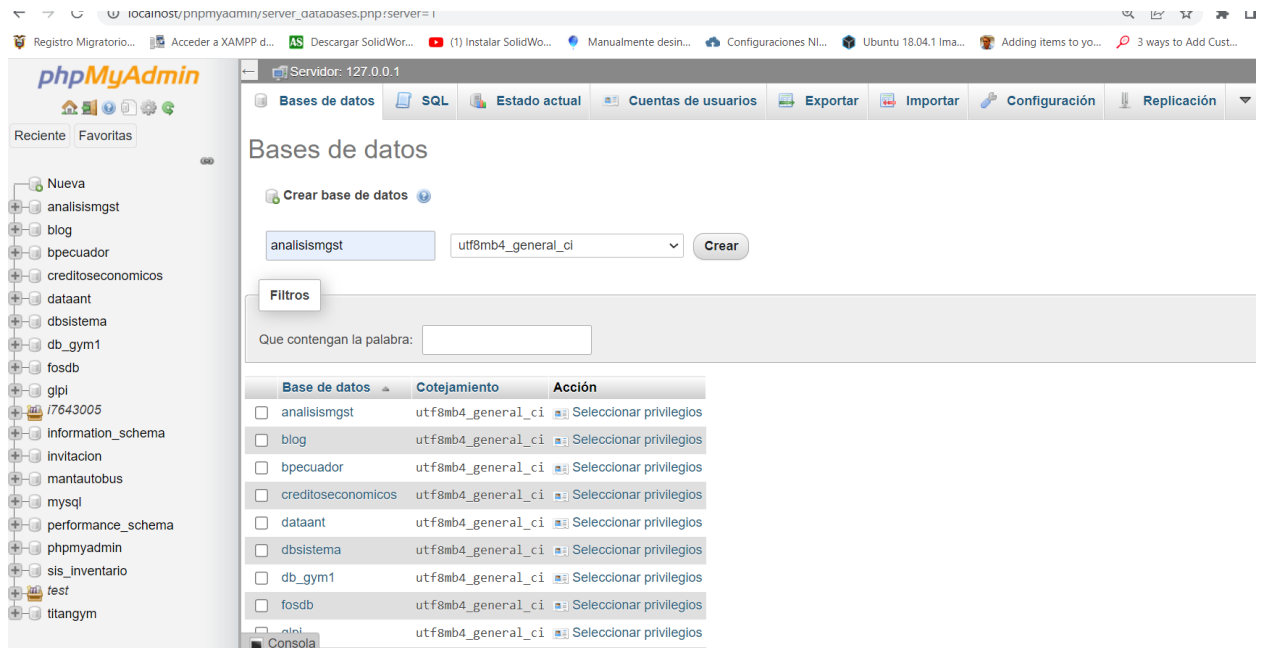 localhost/phpmyadmin/server_databases.php?server=1
Registro Migratorio... Acceder a XAMPP d... AS Descargar SolidWor... (1) Instalar SolidWo... Manualmente desin... Configuraciones NI... Ubuntu 18.04.1 Ima... Adding items to yo... 3 ways to Add Cust...
phpMyAdmin
Reciente Favoritas
Nueva
analisismgst
blog
bpecuador
creditoseconomicos
dataant
dbsistema
db_gym1
fosdb
glpi
i7643005
information_schema
invitacion
mantautobus
mysql
performance_schema
phpmyadmin
sis_inventario
test
titangym
Servidor: 127.0.0.1
Bases de datos SQL Estado actual Cuentas de usuarios Exportar Importar Configuración Replicación
Bases de datos
Crear base de datos
analisismgst utf8mb4_general_ci Crear
Filtros
Que contengan la palabra:
Base de datos Cotejamiento Acción
analisismgst utf8mb4_general_ci Seleccionar privilegios
blog utf8mb4_general_ci Seleccionar privilegios
bpecuador utf8mb4_general_ci Seleccionar privilegios
creditoseconomicos utf8mb4_general_ci Seleccionar privilegios
dataant utf8mb4_general_ci Seleccionar privilegios
dbsistema utf8mb4_general_ci Seleccionar privilegios
db_gym1 utf8mb4_general_ci Seleccionar privilegios
fosdb utf8mb4_general_ci Seleccionar privilegios
glpi utf8mb4_general_ci Seleccionar privilegios
Consola